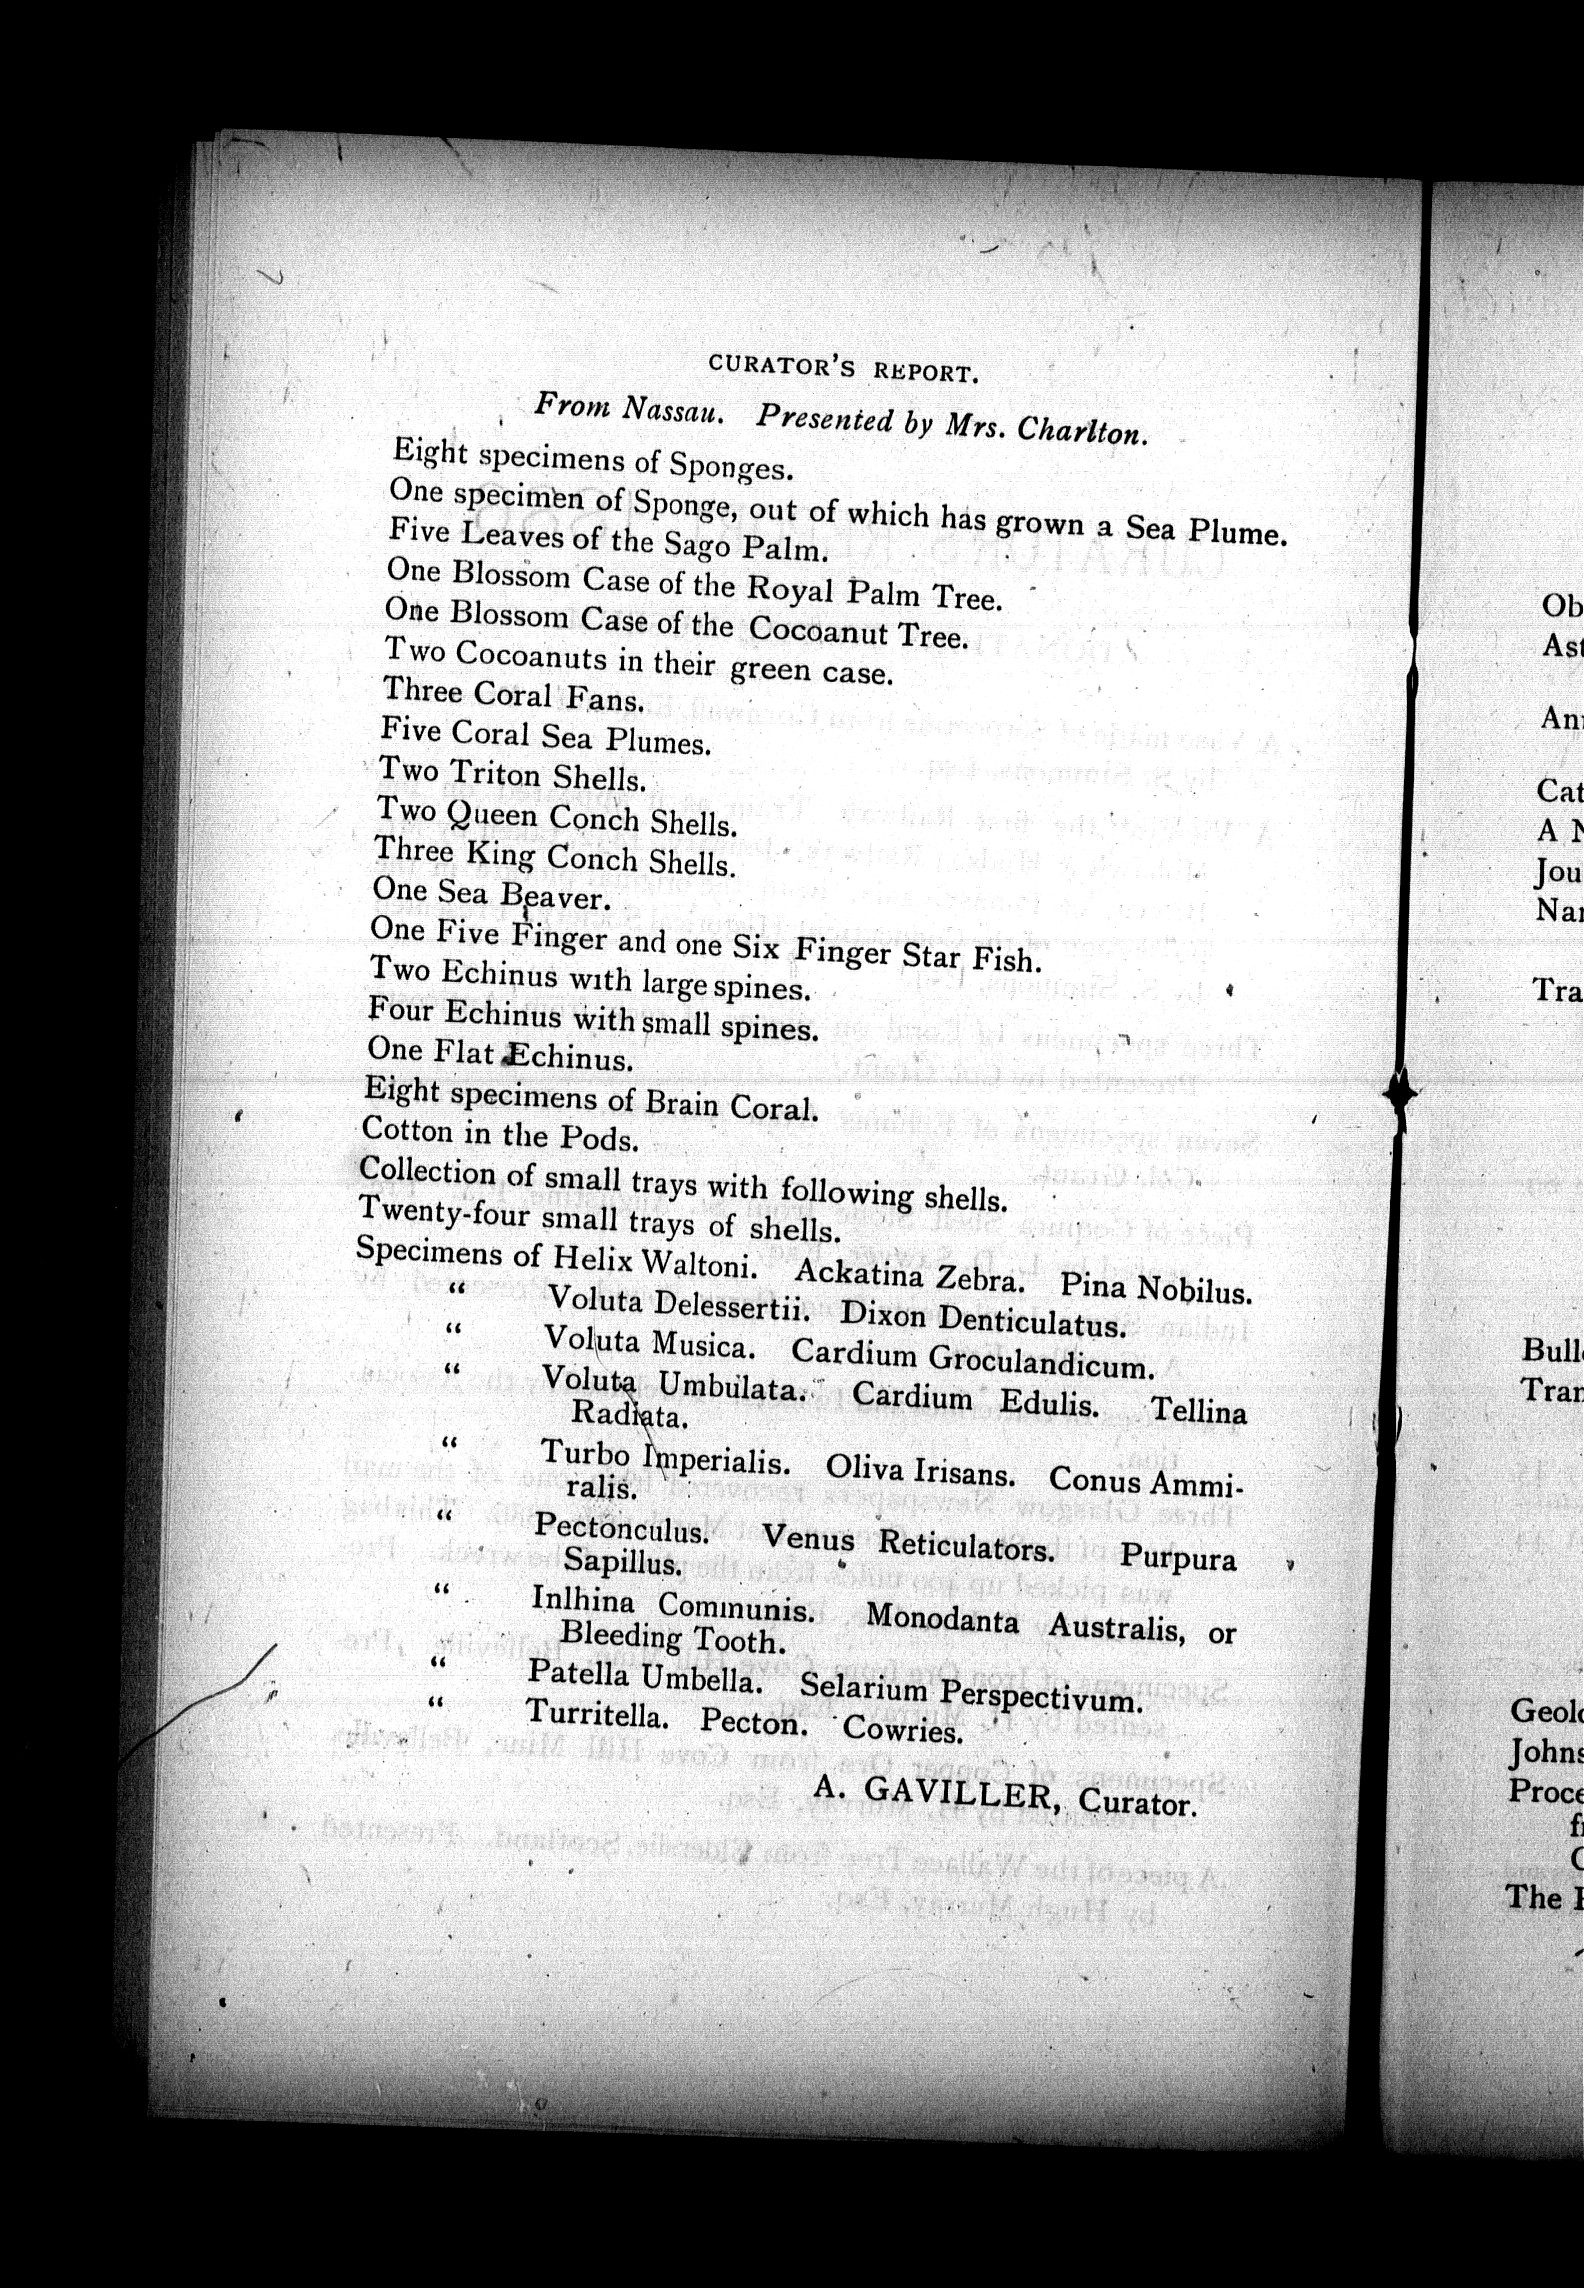 CURATOR'S REPORT.
From Nassau. Presented by Mrs. Charlton.
Eight specimens of Sponges.
One specimen of Sponge, out of which has grown a Sea Plume.
Five Leaves of the Sago Palm.
One Blossom Case of the Royal Palm Tree.
One Blossom Case of the Cocoanut Tree.
Two Cocoanuts in their green case.
Three Coral Fans.
Five Coral Sea Plumes.
Two Triton Shells.
Two Queen Conch Shells.
Three King Conch Shells.
One Sea Beaver.
One Five Finger and one Six Finger Star Fish.
Two Echinus with large spines.
Four Echinus with small spines.
One Flat Echinus.
Eight specimens of Brain Coral.
Cotton in the Pods.
Collection of small trays with following shells.
Twenty-four small trays of shells.
Specimens of Helix Waltoni. Ackatina Zebra. Pina Nobilus.
“ Voluta Delessertii. Dixon Denticulatus.
“ Voluta Musica. Cardium Groculandicum.
“ Voluta Umbulata. Cardium Edulis. Tellina
Radiata.
“ Turbo Imperialis. Oliva Irisans. Conus Ammi-
ralis.
“ Pectonculus. Venus Reticulators. Purpura
Sapillus.
“ Inlhina Communis. Monodanta Australis, or
Bleeding Tooth.
“ Patella Umbella. Selarium Perspectivum.
“ Turritella. Pecton. Cowries.
A. GAVILLER, Curator.
Ob
Ast
Ann
Cat
A N
Jou
Nar
Tra
Bull
Tran
Geol
Johns
Proce
The